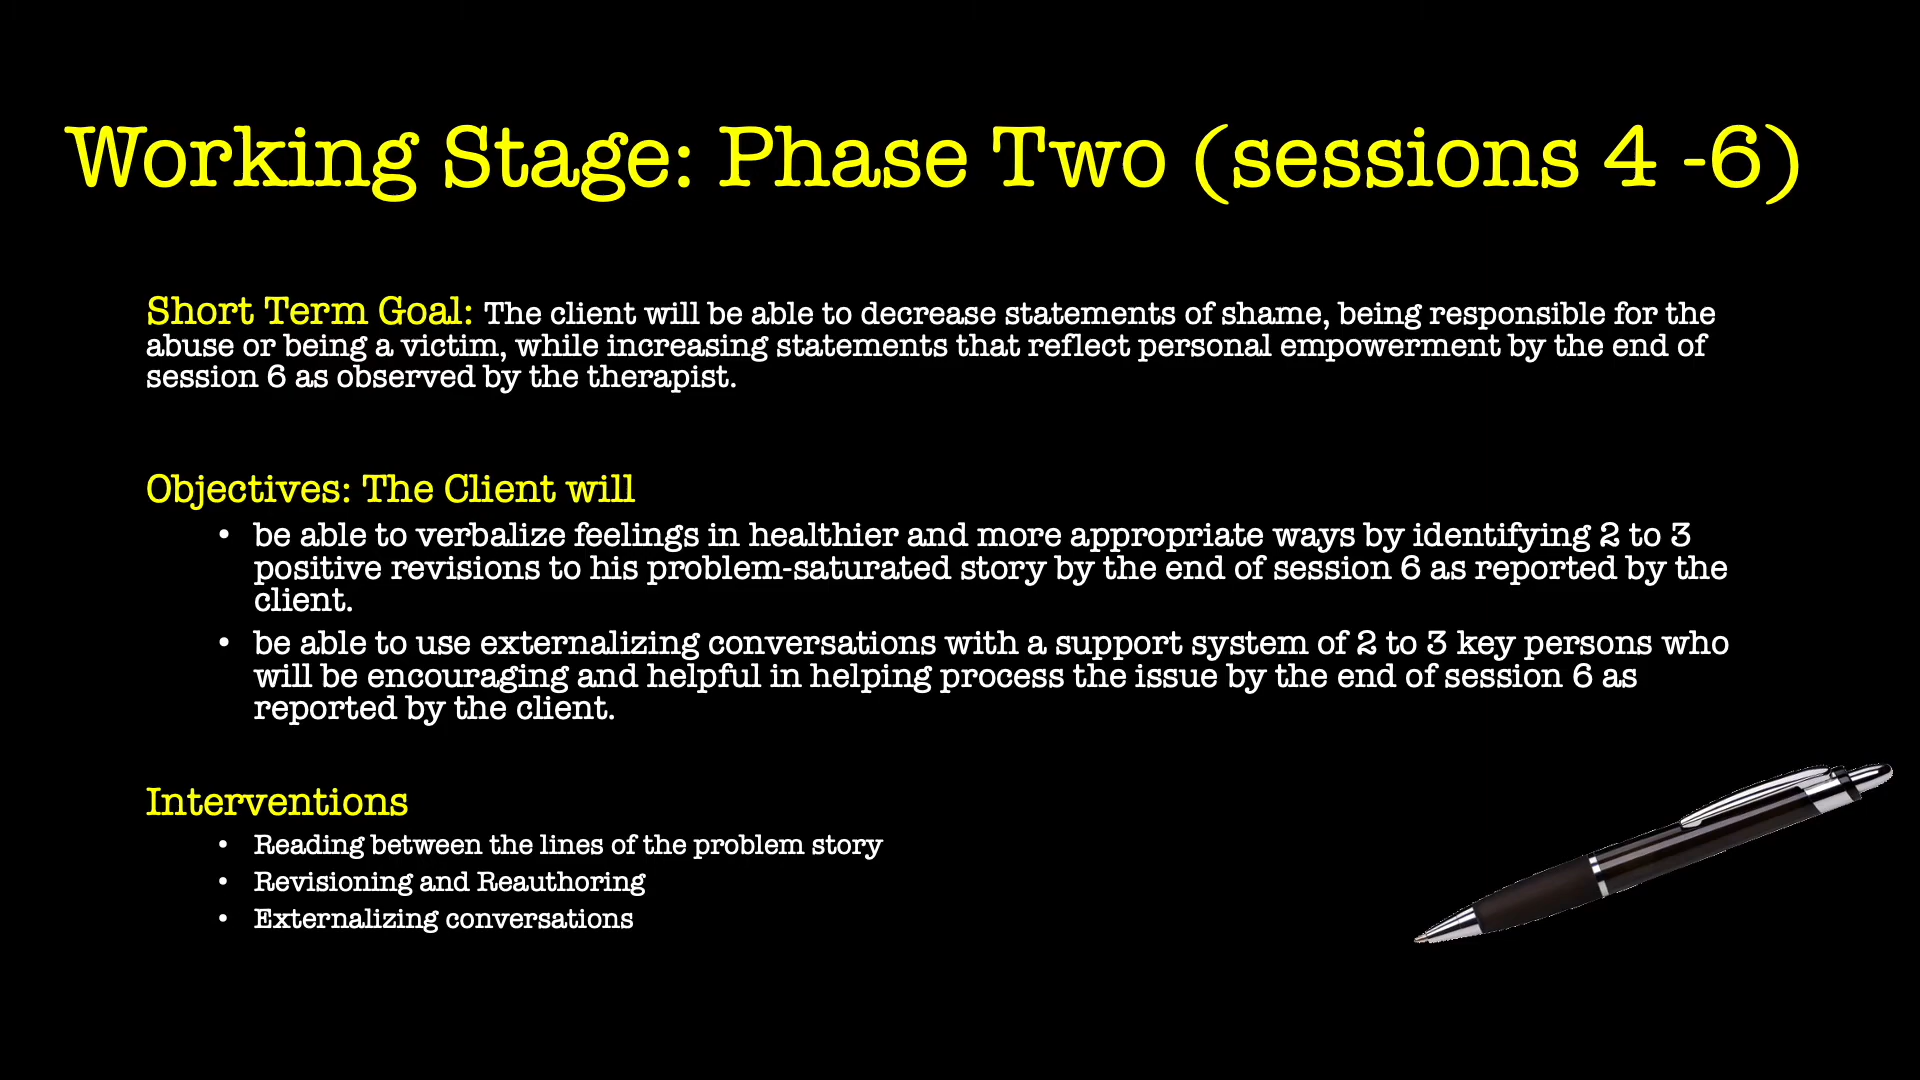 Working Stage: Phase Two (sessions 4 -6)
Short Term Goal: The client will be able to decrease statements of shame, being responsible for the
abuse or being a victim, while increasing statements that reflect personal empowerment by the end of
session 6 as observed by the therapist.
Objectives: The Client will
• be able to verbalize feelings in healthier and more appropriate ways by identifying 2 to 3
positive revisions to his problem-saturated story by the end of session 6 as reported by the
client.
• be able to use externalizing conversations with a support system of 2 to 3 key persons who
will be encouraging and helpful in helping process the issue by the end of session 6 as
reported by the client.
Interventions
• Reading between the lines of the problem story
• Revisioning and Reauthoring
• Externalizing conversations